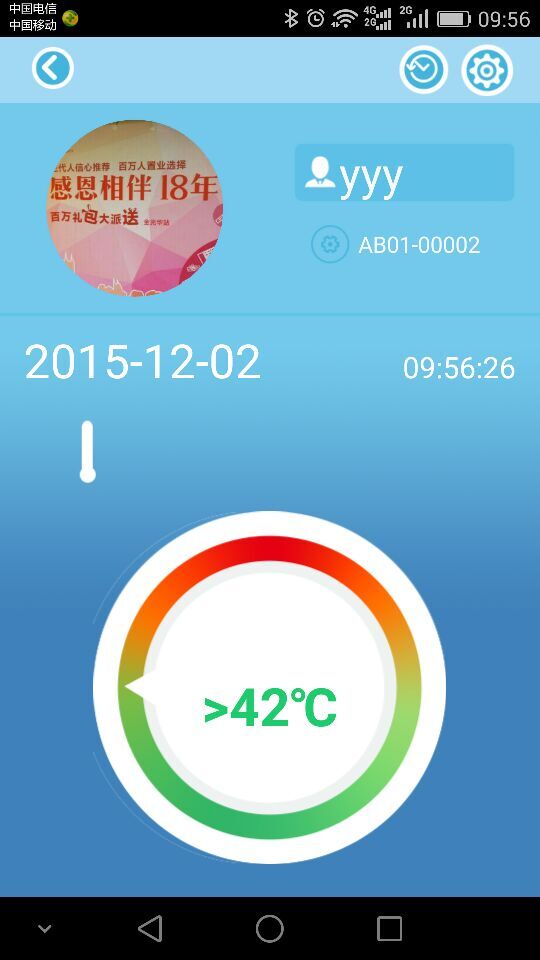 中国电信
中国移动
4G
2G
2G
09:56
代人信心推荐 百万人置业选择
感恩相伴 18年
百万礼包大派送
yyy
AB01-00002
2015-12-02
09:56:26
>42℃